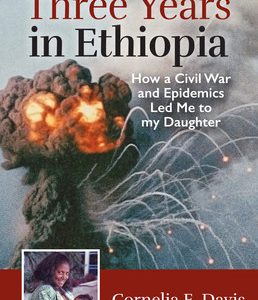 Three Years
in Ethiopia
How a Civil War
and Epidemics
Led Me to
my Daughter
Cornelia E. Davis